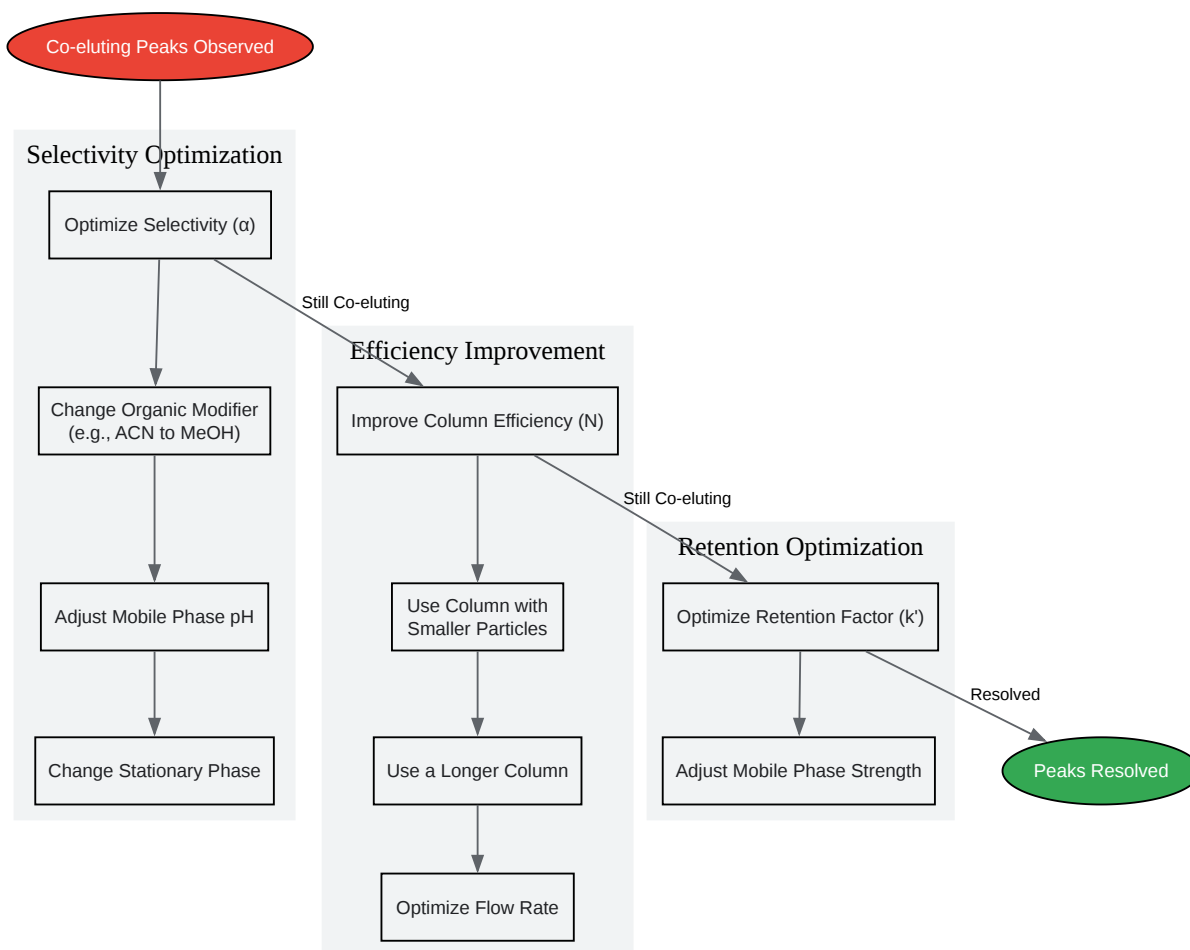 Co-eluting Peaks Observed
Selectivity Optimization
Optimize Selectivity (α)
Still Co-eluting
Efficiency Improvement
Change Organic Modifier
(e.g., ACN to MeOH)
Improve Column Efficiency (N)
Still Co-eluting
Retention Optimization
Adjust Mobile Phase pH
Use Column with
Smaller Particles
Optimize Retention Factor (k')
Resolved
Change Stationary Phase
Use a Longer Column
Adjust Mobile Phase Strength
Peaks Resolved
Optimize Flow Rate